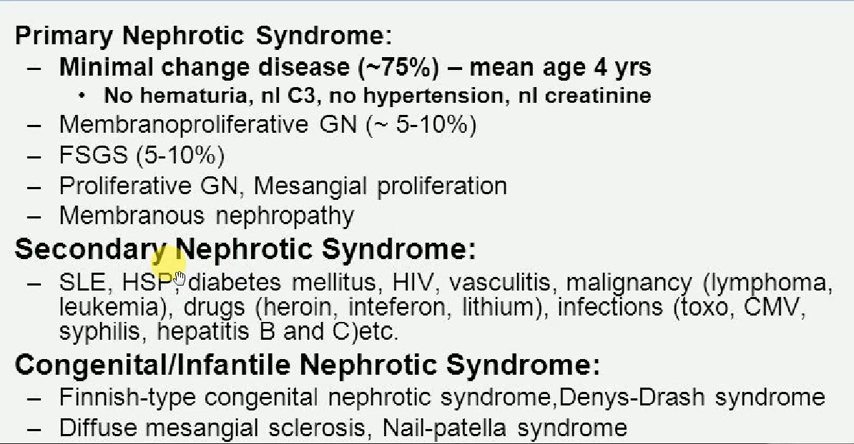 Primary Nephrotic Syndrome:
– Minimal change disease (~75%) – mean age 4 yrs
• No hematuria, nl C3, no hypertension, nl creatinine
– Membranoproliferative GN (~ 5-10%)
– FSGS (5-10%)
– Proliferative GN, Mesangial proliferation
– Membranous nephropathy
Secondary Nephrotic Syndrome:
– SLE, HSP, diabetes mellitus, HIV, vasculitis, malignancy (lymphoma,
leukemia), drugs (heroin, inteferon, lithium), infections (toxo, CMV,
syphilis, hepatitis B and C)etc.
Congenital/Infantile Nephrotic Syndrome:
– Finnish-type congenital nephrotic syndrome,Denys-Drash syndrome
– Diffuse mesangial sclerosis, Nail-patella syndrome